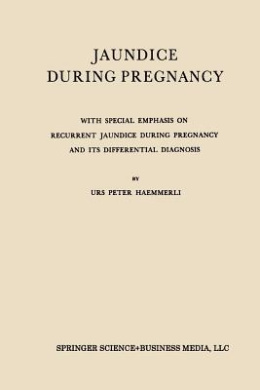 JAUNDICE
DURING PREGNANCY
WITH SPECIAL EMPHASIS ON
RECURRENT JAUNDICE DURING PREGNANCY
AND ITS DIFFERENTIAL DIAGNOSIS
BY
URS PETER HAEMMERLI
SPRINGER SCIENCE+BUSINESS MEDIA, LLC